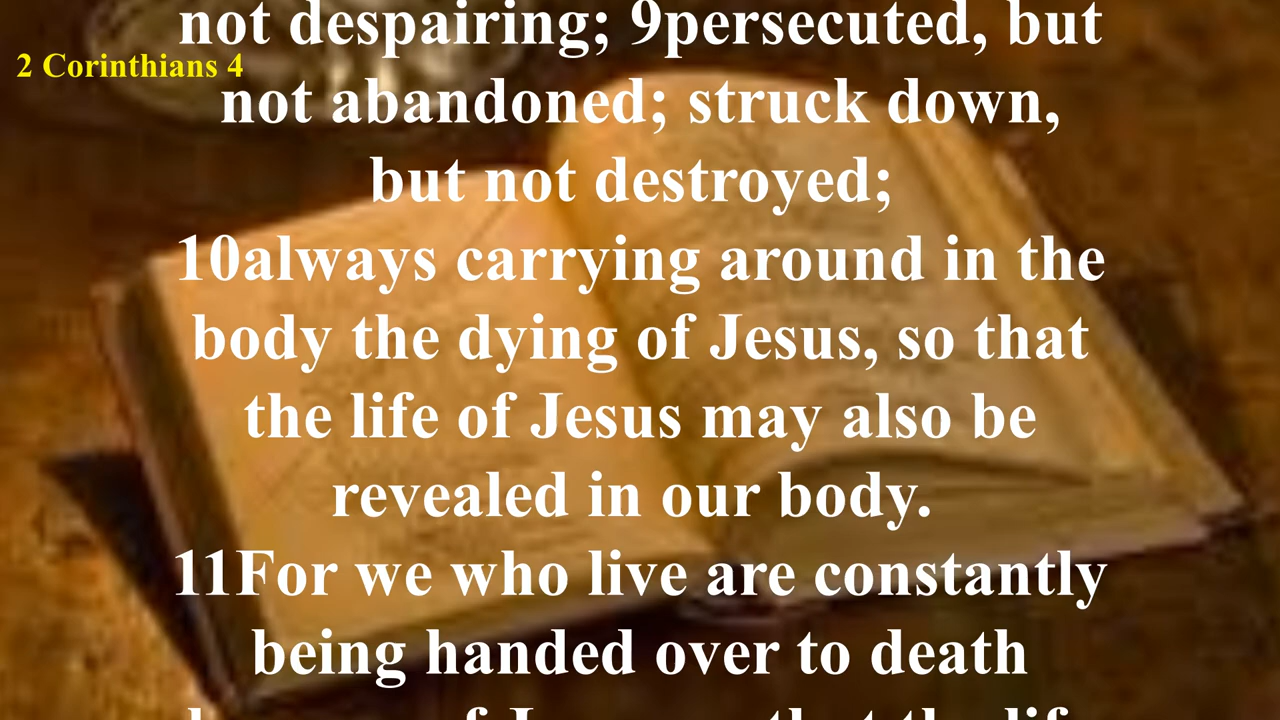 not despairing; 9persecuted, but
2 Corinthians 4
not abandoned; struck down,
but not destroyed;
10always carrying around in the
body the dying of Jesus, so that
the life of Jesus may also be
revealed in our body.
11For we who live are constantly
being handed over to death